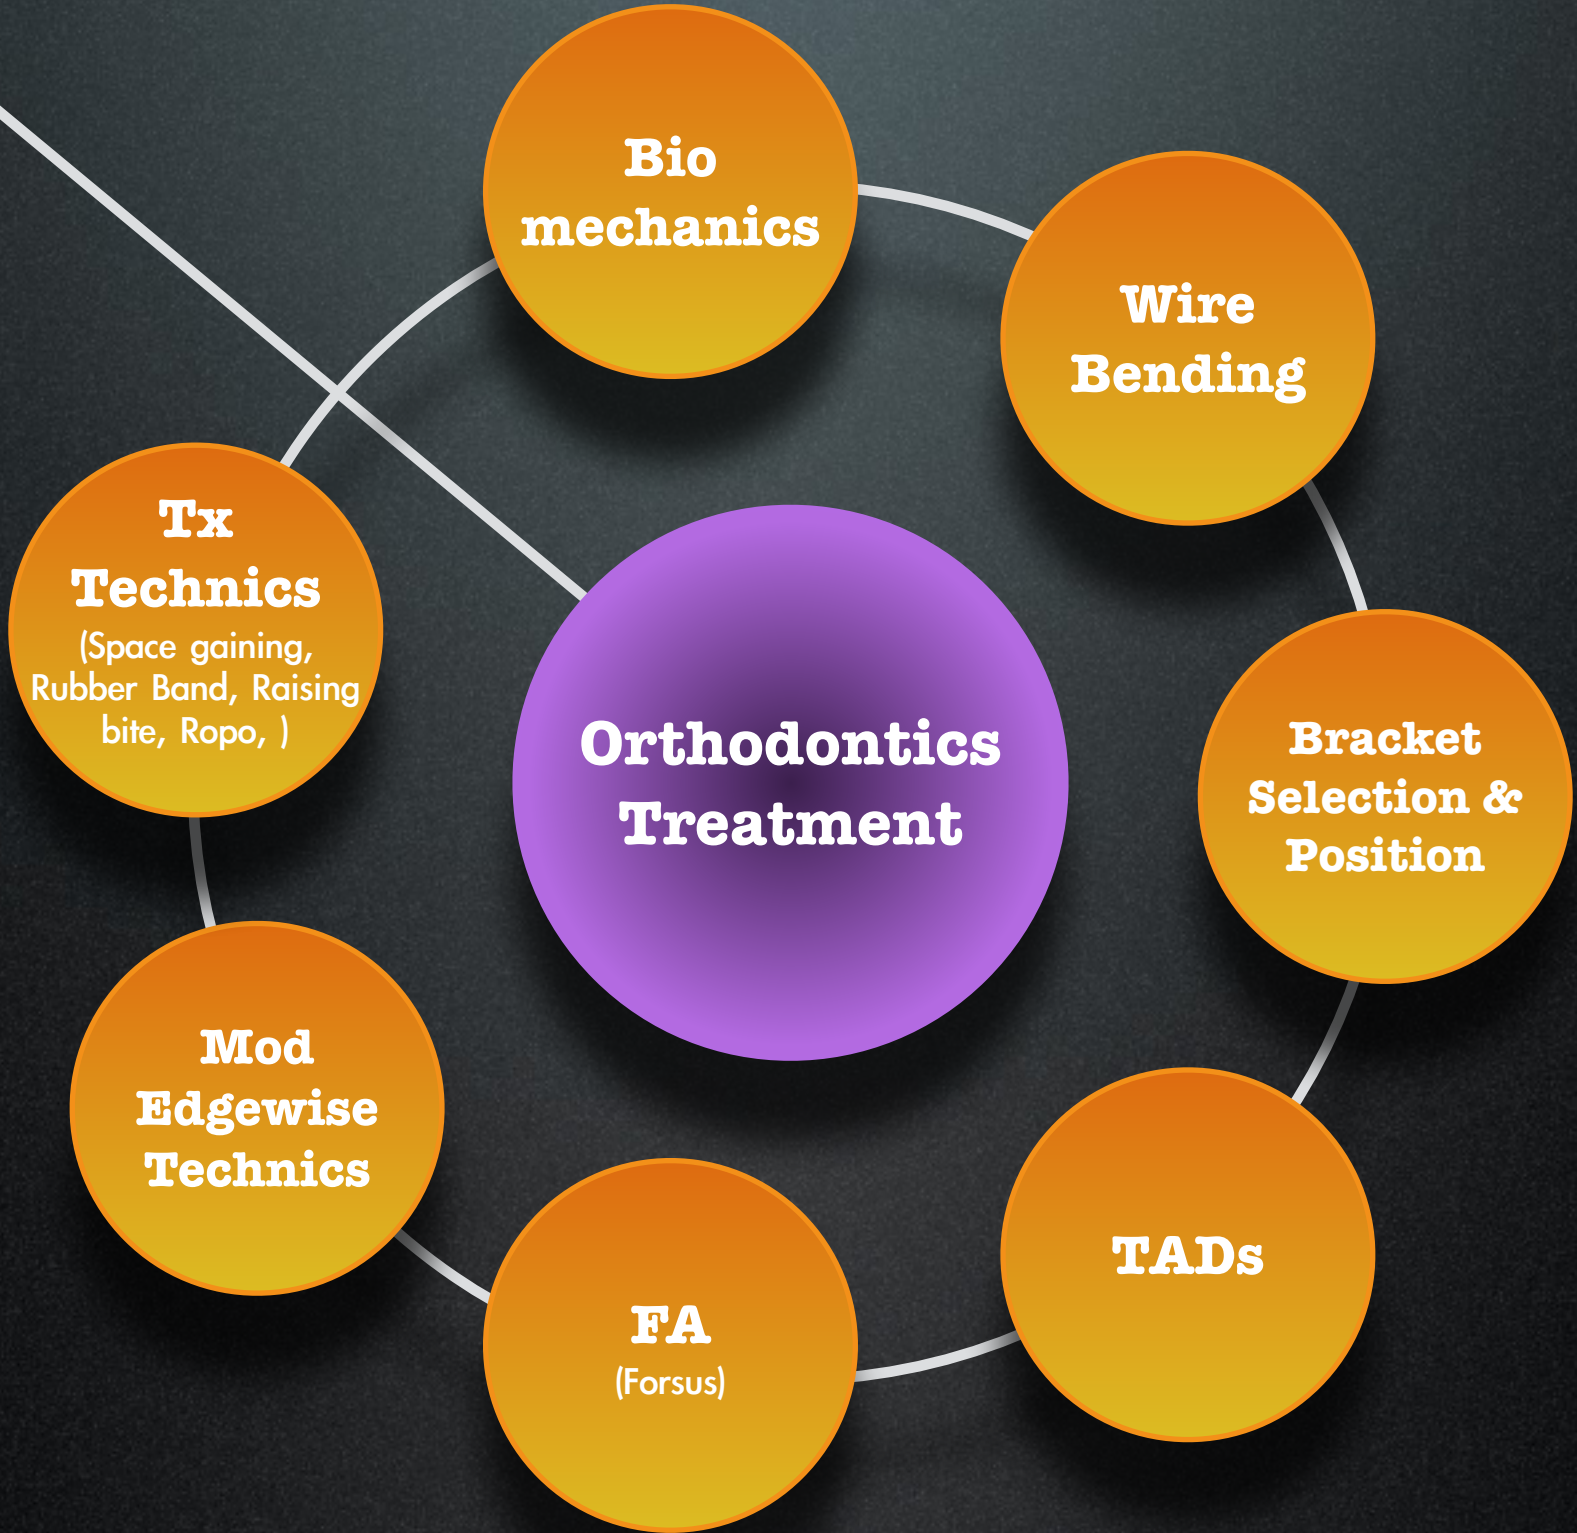 Bio
mechanics
Wire
Bending
Tx
Technics
(Space gaining,
Rubber Band, Raising
bite, Ropo, )
Orthodontics
Treatment
Bracket
Selection &
Position
Mod
Edgewise
Technics
TADs
FA
(Forsus)